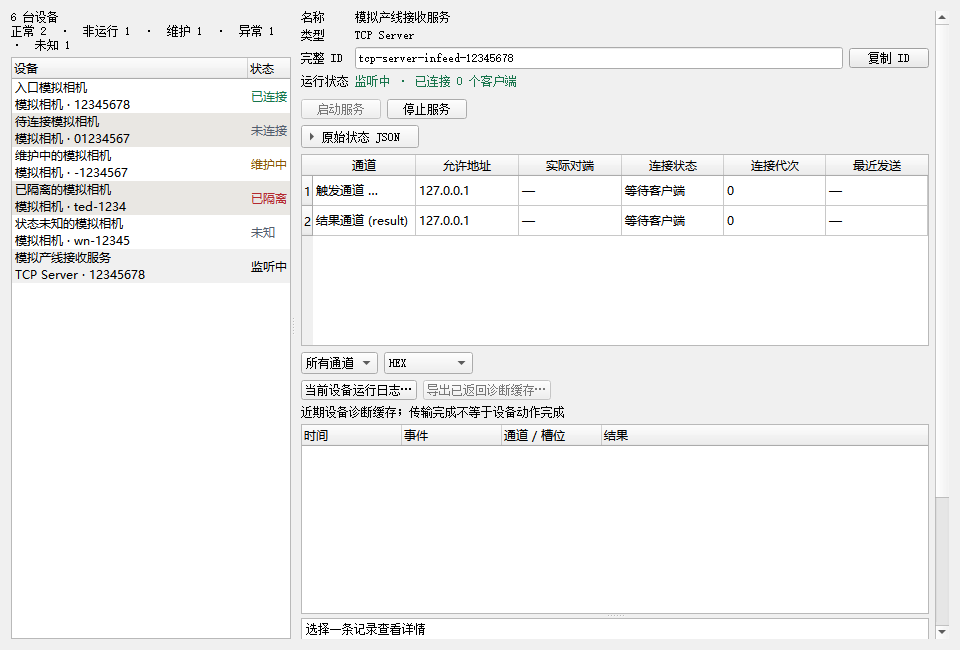 6 台设备
正常 2 · 非运行 1 · 维护 1 · 异常 1
· 未知 1
设备 状态
入口模拟相机
模拟相机 · 12345678 已连接
待连接模拟相机
模拟相机 · 01234567 未连接
维护中的模拟相机
模拟相机 · -1234567 维护中
已隔离的模拟相机
模拟相机 · ted-1234 已隔离
状态未知的模拟相机
模拟相机 · wn-12345 未知
模拟产线接收服务
TCP Server · 12345678 监听中
名称 模拟产线接收服务
类型 TCP Server
完整 ID tcp-server-infeed-12345678 复制 ID
运行状态 监听中 · 已连接 0 个客户端
启动服务 停止服务
原始状态 JSON
通道 允许地址 实际对端 连接状态 连接代次 最近发送
1 触发通道 ... 127.0.0.1 — 等待客户端 0 —
2 结果通道 (result) 127.0.0.1 — 等待客户端 0 —
所有通道 HEX
当前设备运行日志… 导出已返回诊断缓存…
近期设备诊断缓存；传输完成不等于设备动作完成
时间 事件 通道 / 槽位 结果
选择一条记录查看详情